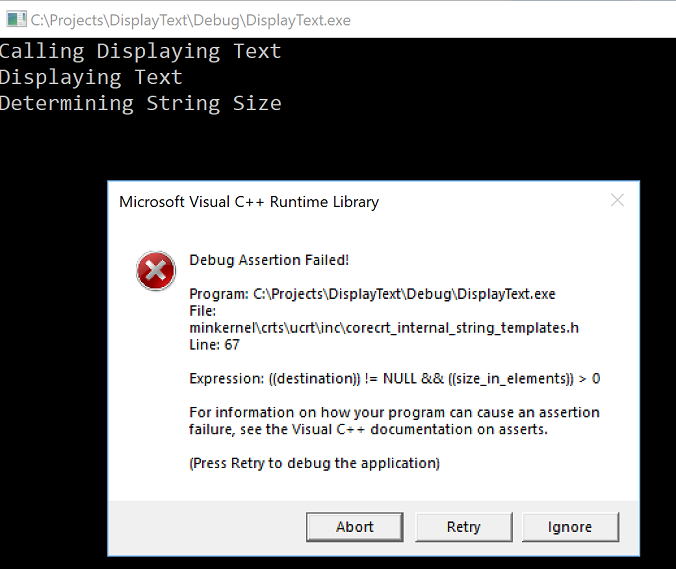 C:\Projects\DisplayText\Debug\DisplayText.exe
Calling Displaying Text
Displaying Text
Determining String Size
Microsoft Visual C++ Runtime Library
Debug Assertion Failed!
Program: C:\Projects\DisplayText\Debug\DisplayText.exe
File:
minkernel\crts\ucrt\inc\corecrt_internal_string_templates.h
Line: 67
Expression: ((destination)) != NULL && ((size_in_elements)) > 0
For information on how your program can cause an assertion
failure, see the Visual C++ documentation on asserts.
(Press Retry to debug the application)
Abort Retry Ignore